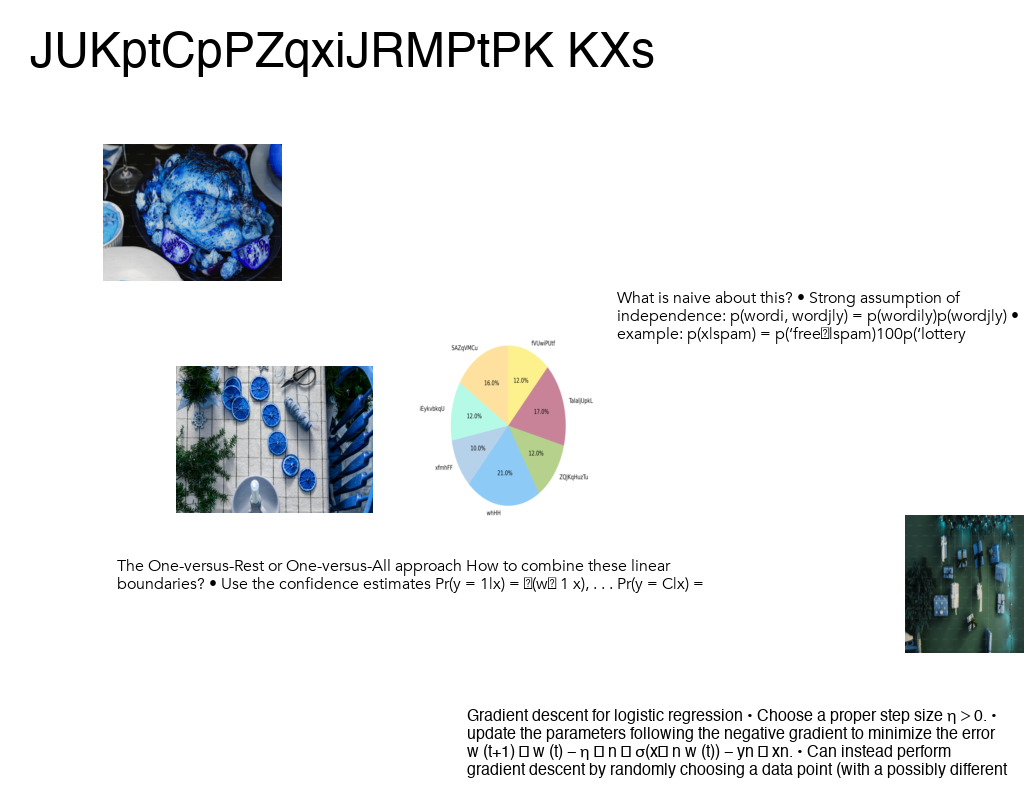 JUKptCpPZqxiJRMPtPK KXs
What is naive about this? • Strong assumption of
independence: p(wordi, wordj|y) = p(wordi|y)p(wordj|y) •
example: p(x|spam) = p(’free�|spam)100p(’lottery
SAZqVMCu
fVUwiPUtf
16.0%
12.0%
iEykvbkqU
12.0%
17.0%
TalaijUpkL
xfmhFF
10.0%
12.0%
21.0%
ZQJKqHuzTu
whHH
The One-versus-Rest or One-versus-All approach How to combine these linear
boundaries? • Use the confidence estimates Pr(y = 1|x) = �(w� 1 x), . . . Pr(y = C|x) =
Gradient descent for logistic regression • Choose a proper step size η > 0. •
update the parameters following the negative gradient to minimize the error
w (t+1) � w (t) − η � n � σ(x� n w (t)) − yn � xn. • Can instead perform
gradient descent by randomly choosing a data point (with a possibly different